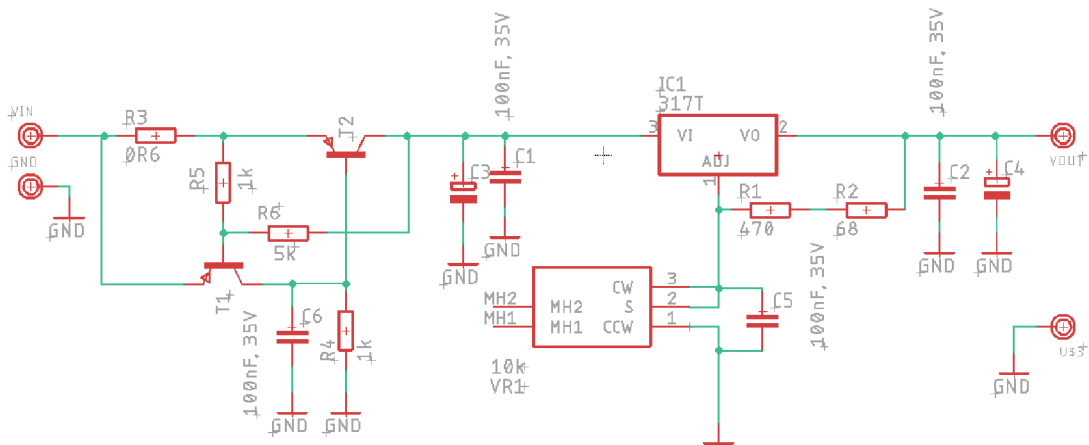 VIN
GND
GND
R3
0R6
R5
1k
R6
5k
J2
T1
100nF, 35V
C6
GND
R4
1k
GND
C3
GND
100nF, 35V
C1
GND
IC1
317T
3
VI
VO
2
ADJ
1
R1
470
R2
68
MH2
MH1
MH2
MH1
CW
S
CCW
3
2
1
10k
VR1
100nF, 35V
C5
100nF, 35V
C2
GND
C4
GND
VOUT
GND
U$3